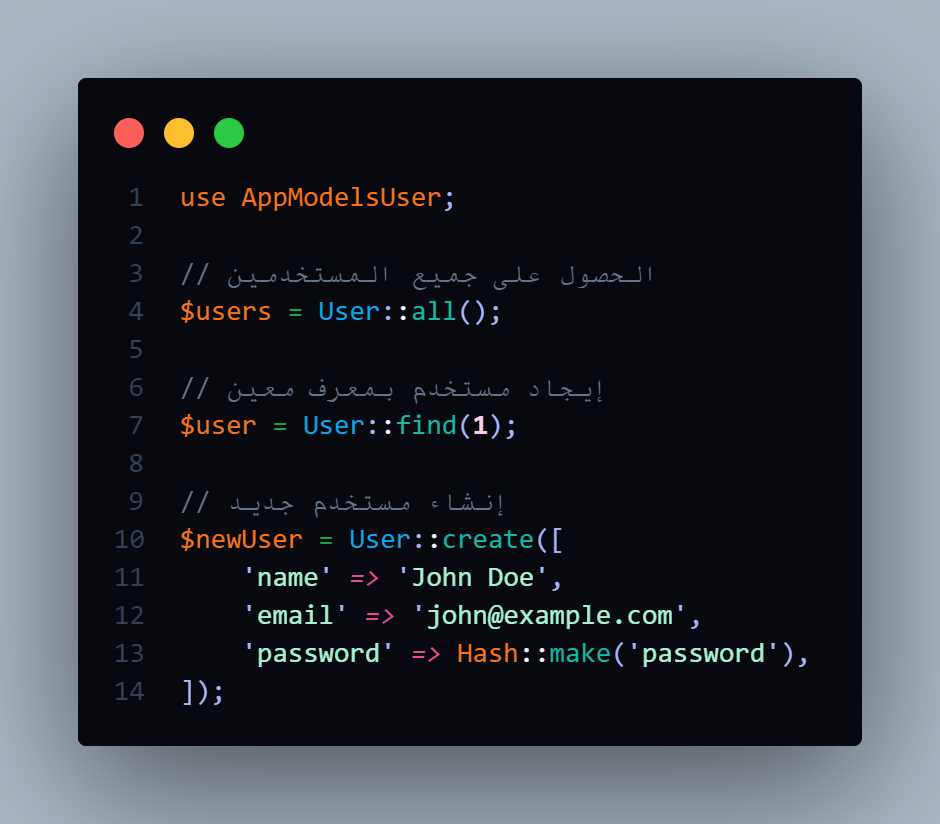 1 use AppModelsUser;
2
3 // الحصول على جميع المستخدمين
4 $users = User::all();
5
6 // إيجاد مستخدم بمعرف معين
7 $user = User::find(1);
8
9 // إنشاء مستخدم جديد
10 $newUser = User::create([
11     'name' => 'John Doe',
12     'email' => 'john@example.com',
13     'password' => Hash::make('password'),
14 ]);